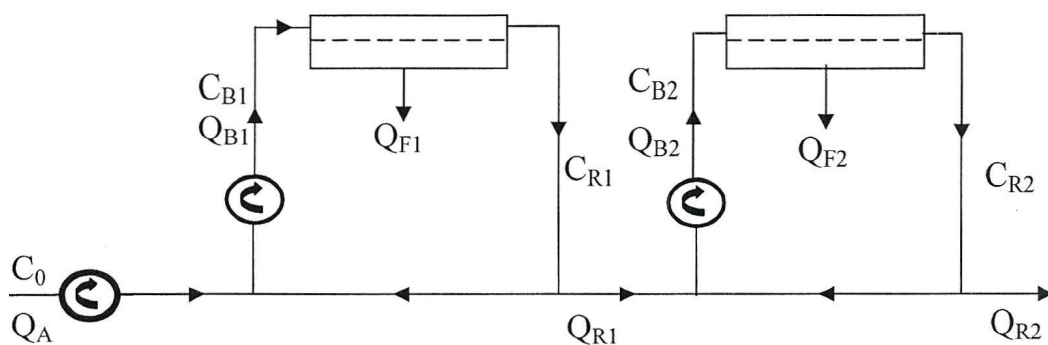 C_B1
Q_B1
Q_F1
C_R1
C_B2
Q_B2
Q_F2
C_R2
C_0
Q_A
Q_R1
Q_R2